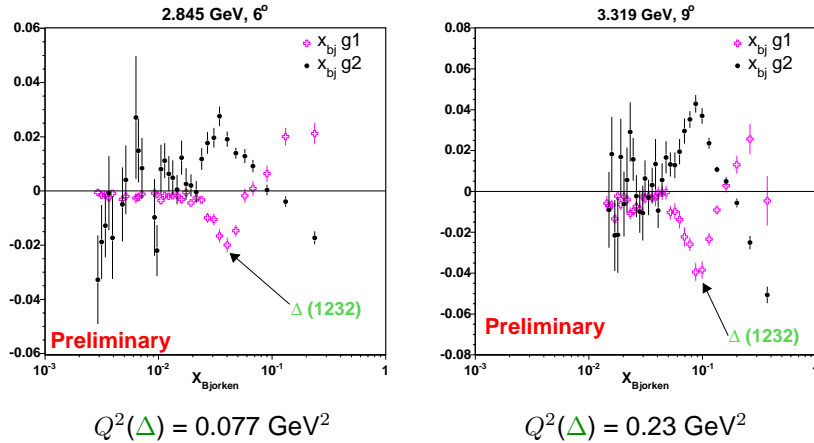 2.845 GeV, 6°
x_bj g1
x_bj g2
0.06
0.04
0.02
0
-0.02
-0.04
-0.06
Δ (1232)
Preliminary
10⁻³ 10⁻² 10⁻¹ 1
X_Bjorken
Q²(Δ) = 0.077 GeV²
3.319 GeV, 9°
x_bj g1
x_bj g2
0.08
0.06
0.04
0.02
0
-0.02
-0.04
-0.06
-0.08
Δ (1232)
Preliminary
10⁻³ 10⁻² 10⁻¹ 1
X_Bjorken
Q²(Δ) = 0.23 GeV²